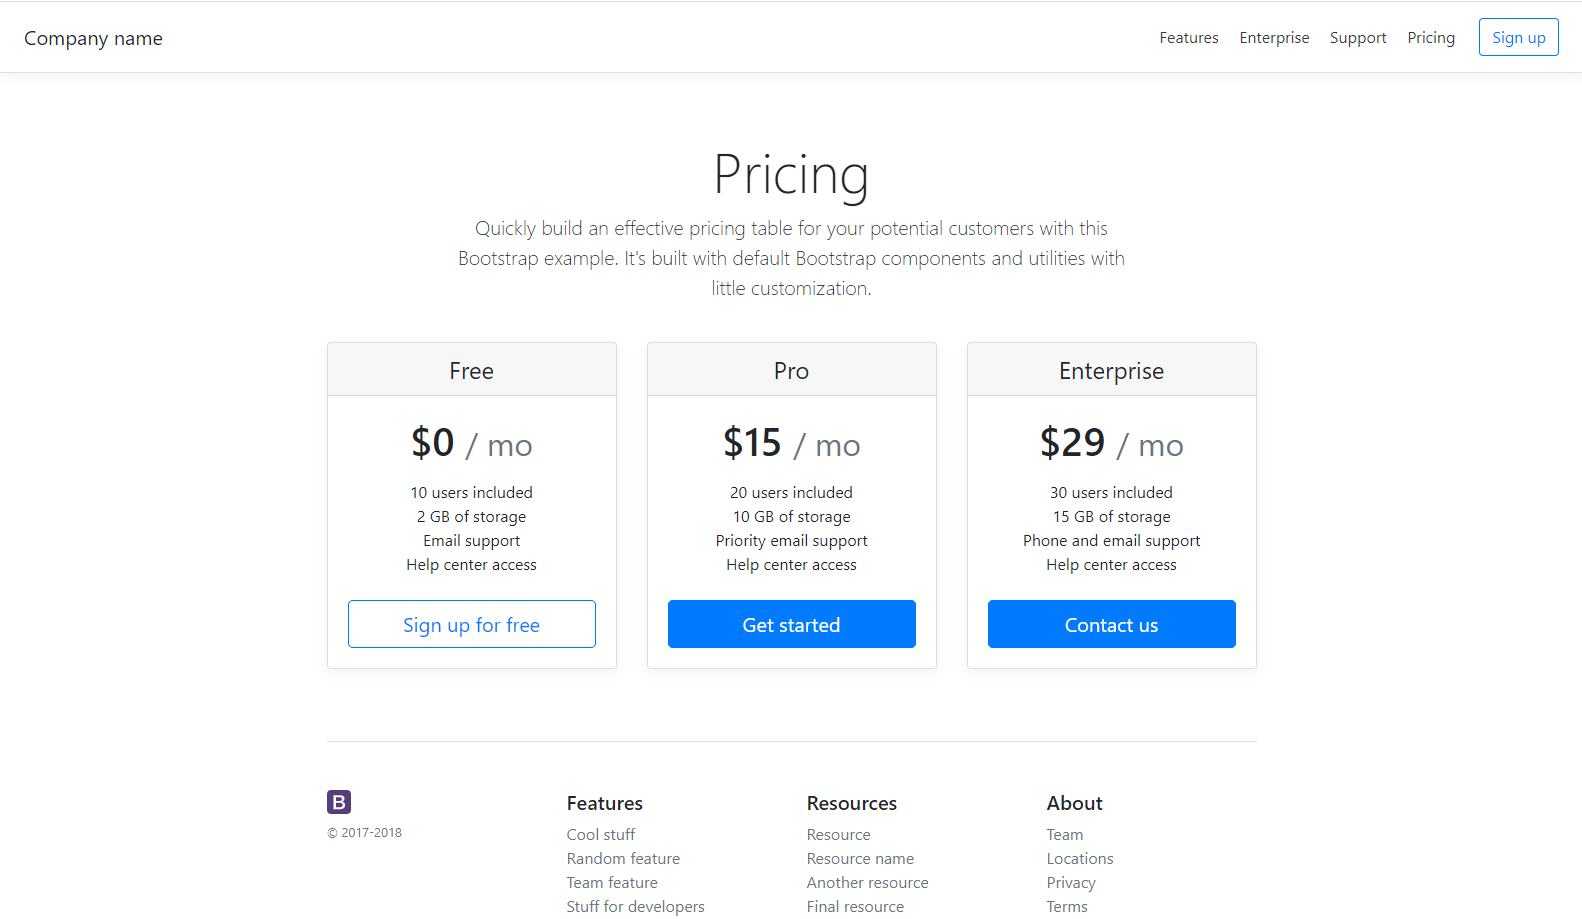 Company name
Features Enterprise Support Pricing Sign up
Pricing
Quickly build an effective pricing table for your potential customers with this
Bootstrap example. It's built with default Bootstrap components and utilities with
little customization.
Free
$0 / mo
10 users included
2 GB of storage
Email support
Help center access
Sign up for free
Pro
$15 / mo
20 users included
10 GB of storage
Priority email support
Help center access
Get started
Enterprise
$29 / mo
30 users included
15 GB of storage
Phone and email support
Help center access
Contact us
B
© 2017-2018
Features
Cool stuff
Random feature
Team feature
Stuff for developers
Resources
Resource
Resource name
Another resource
Final resource
About
Team
Locations
Privacy
Terms